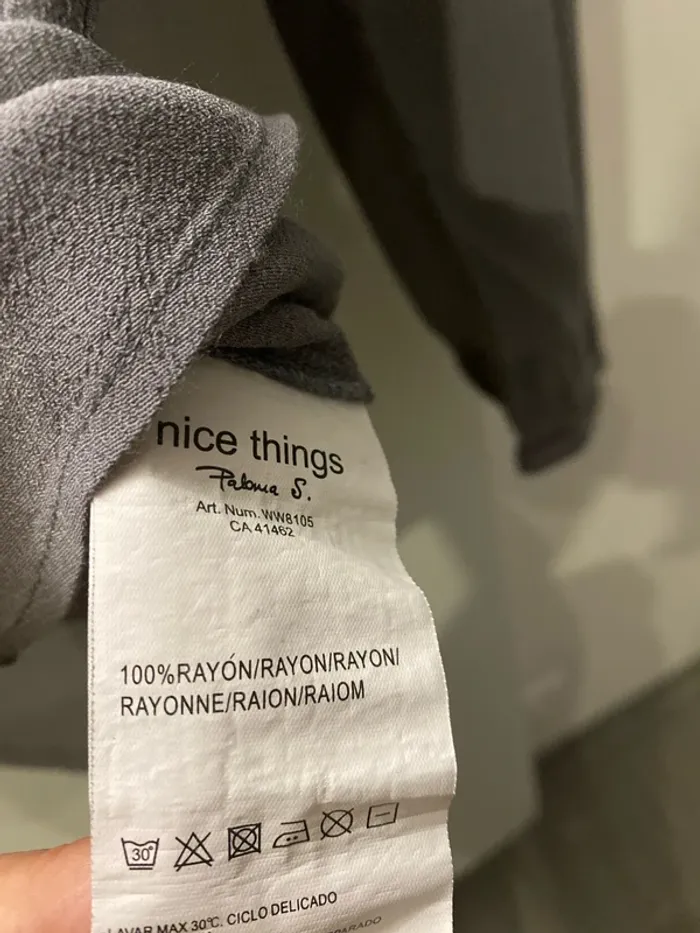 nice things
Paloma S.
Art. Num. WW8105
CA 41462
100%RAYÓN/RAYON/RAYON/
RAYONNE/RAION/RAIOM
30°
LAVAR MAX 30ºC. CICLO DELICADO